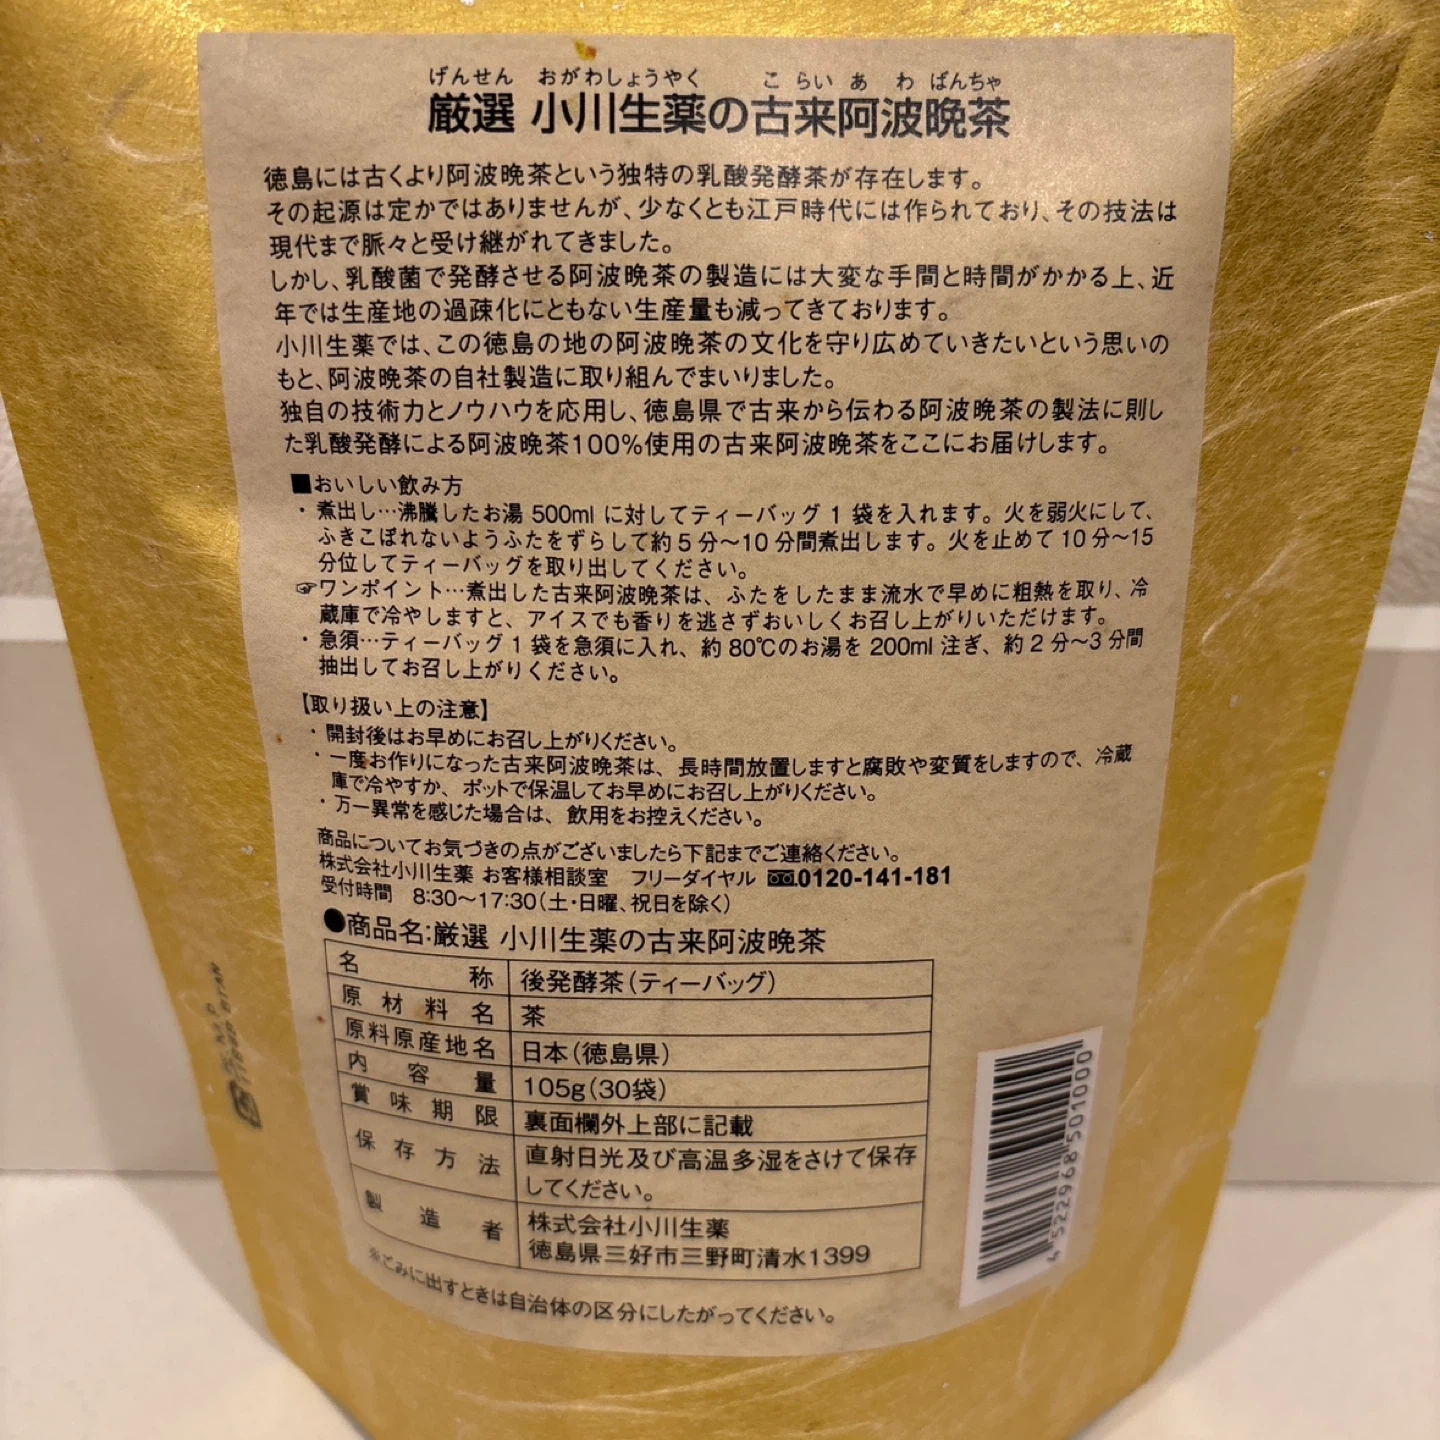 げんせん おがわしょうやく こらい あわ ばんちゃ
厳選 小川生薬の古来阿波晩茶
徳島には古くより阿波晩茶という独特の乳酸発酵茶が存在します。
その起源は定かではありませんが、少なくとも江戸時代には作られており、その技法は
現代まで脈々と受け継がれてきました。
しかし、乳酸菌で発酵させる阿波晩茶の製造には大変な手間と時間がかかる上、近
年では生産地の過疎化にともない生産量も減ってきております。
小川生薬では、この徳島の地の阿波晩茶の文化を守り広めていきたいという思いの
もと、阿波晩茶の自社製造に取り組んでまいりました。
独自の技術力とノウハウを応用し、徳島県で古来から伝わる阿波晩茶の製法に則し
た乳酸発酵による阿波晩茶100%使用の古来阿波晩茶をここにお届けします。
■おいしい飲み方
・煮出し…沸騰したお湯 500ml に対してティーバッグ 1 袋を入れます。火を弱火にして、
ふきこぼれないようふたをずらして約 5 分〜10 分間煮出します。火を止めて 10 分〜15
分位してティーバッグを取り出してください。
☞ワンポイント…煮出した古来阿波晩茶は、ふたをしたまま流水で早めに粗熱を取り、冷
蔵庫で冷やしますと、アイスでも香りを逃さずおいしくお召し上がりいただけます。
・急須…ティーバッグ 1 袋を急須に入れ、約 80℃のお湯を 200ml 注ぎ、約 2 分〜3 分間
抽出してお召し上がりください。
【取り扱い上の注意】
・開封後はお早めにお召し上がりください。
・一度お作りになった古来阿波晩茶は、長時間放置しますと腐敗や変質をしますので、冷蔵
庫で冷やすか、ポットで保温してお早めにお召し上がりください。
・万一異常を感じた場合は、飲用をお控えください。
商品についてお気づきの点がございましたら下記までご連絡ください。
株式会社小川生薬 お客様相談室 フリーダイヤル 0120-141-181
受付時間 8:30〜17:30(土・日曜、祝日を除く)
●商品名:厳選 小川生薬の古来阿波晩茶
名称 後発酵茶(ティーバッグ)
原材料名 茶
原料原産地名 日本(徳島県)
内容量 105g(30袋)
賞味期限 裏面欄外上部に記載
保存方法 直射日光及び高温多湿をさけて保存
してください。
製造者 株式会社小川生薬
徳島県三好市三野町清水1399
※ごみに出すときは自治体の区分にしたがってください。
4522968501000